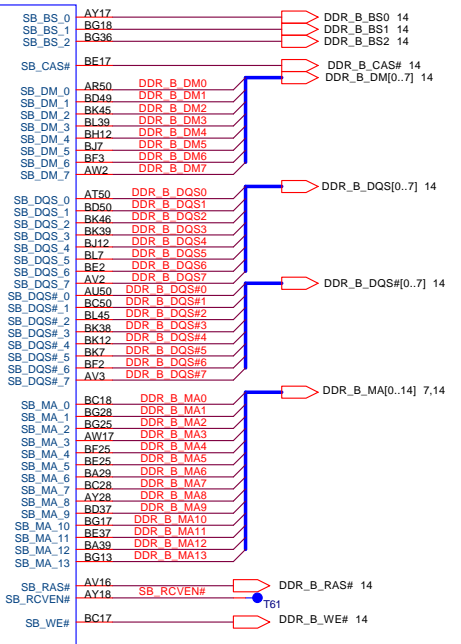 SB_BS_0 AY17 DDR_B_BS0 14
SB_BS_1 BG18 DDR_B_BS1 14
SB_BS_2 BG36 DDR_B_BS2 14
SB_CAS# BE17 DDR_B_CAS# 14
DDR_B_DM[0..7] 14
SB_DM_0 AR50 DDR_B_DM0
SB_DM_1 BD49 DDR_B_DM1
SB_DM_2 BK45 DDR_B_DM2
SB_DM_3 BL39 DDR_B_DM3
SB_DM_4 BH12 DDR_B_DM4
SB_DM_5 BJ7 DDR_B_DM5
SB_DM_6 BF3 DDR_B_DM6
SB_DM_7 AW2 DDR_B_DM7
DDR_B_DQS[0..7] 14
SB_DQS_0 AT50 DDR_B_DQS0
SB_DQS_1 BD50 DDR_B_DQS1
SB_DQS_2 BK46 DDR_B_DQS2
SB_DQS_3 BK39 DDR_B_DQS3
SB_DQS_4 BJ12 DDR_B_DQS4
SB_DQS_5 BL7 DDR_B_DQS5
SB_DQS_6 BE2 DDR_B_DQS6
SB_DQS_7 AV2 DDR_B_DQS7
DDR_B_DQS#[0..7] 14
SB_DQS#_0 AU50 DDR_B_DQS#0
SB_DQS#_1 BC50 DDR_B_DQS#1
SB_DQS#_2 BL45 DDR_B_DQS#2
SB_DQS#_3 BK38 DDR_B_DQS#3
SB_DQS#_4 BK12 DDR_B_DQS#4
SB_DQS#_5 BK7 DDR_B_DQS#5
SB_DQS#_6 BF2 DDR_B_DQS#6
SB_DQS#_7 AV3 DDR_B_DQS#7
DDR_B_MA[0..14] 7,14
SB_MA_0 BC18 DDR_B_MA0
SB_MA_1 BG28 DDR_B_MA1
SB_MA_2 BG25 DDR_B_MA2
SB_MA_3 AW17 DDR_B_MA3
SB_MA_4 BF25 DDR_B_MA4
SB_MA_5 BE25 DDR_B_MA5
SB_MA_6 BA29 DDR_B_MA6
SB_MA_7 BC28 DDR_B_MA7
SB_MA_8 AY28 DDR_B_MA8
SB_MA_9 BD37 DDR_B_MA9
SB_MA_10 BG17 DDR_B_MA10
SB_MA_11 BE37 DDR_B_MA11
SB_MA_12 BA39 DDR_B_MA12
SB_MA_13 BG13 DDR_B_MA13
SB_RAS# AV16 DDR_B_RAS# 14
SB_RCVEN# AY18 SB_RCVEN# T61
SB_WE# BC17 DDR_B_WE# 14